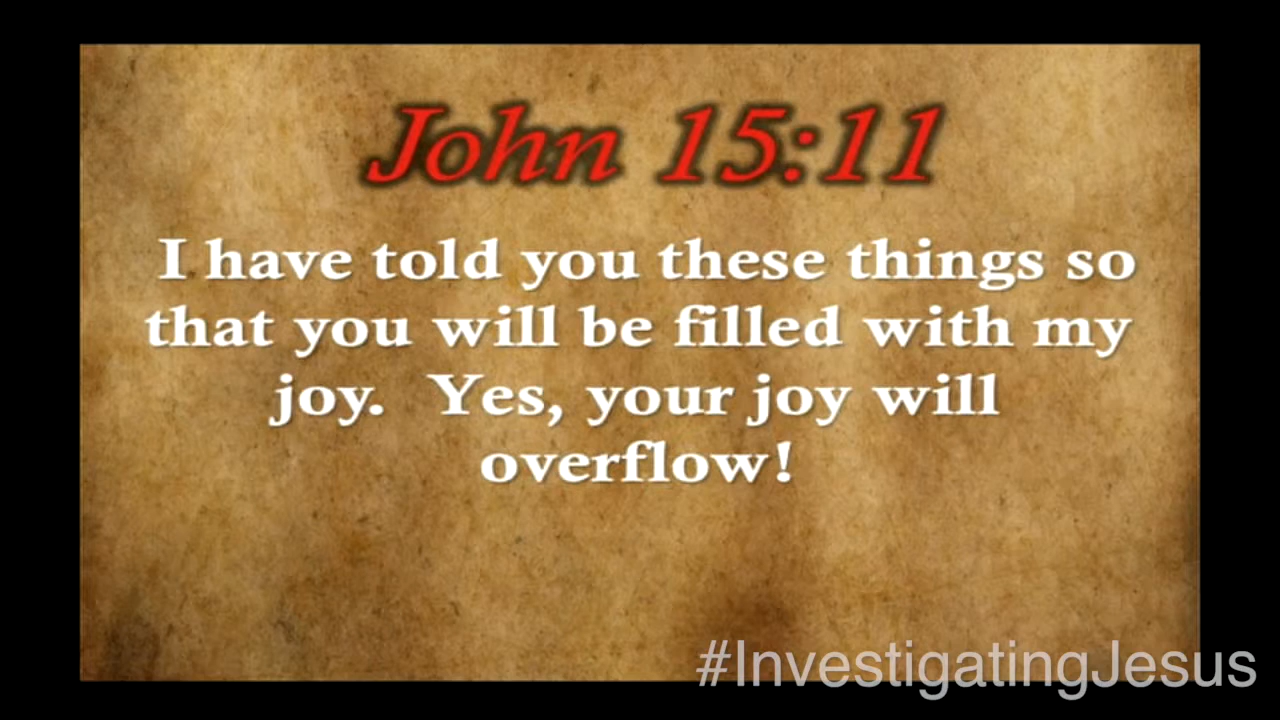 John 15:11
I have told you these things so
that you will be filled with my
joy.  Yes, your joy will
overflow!
#InvestigatingJesus